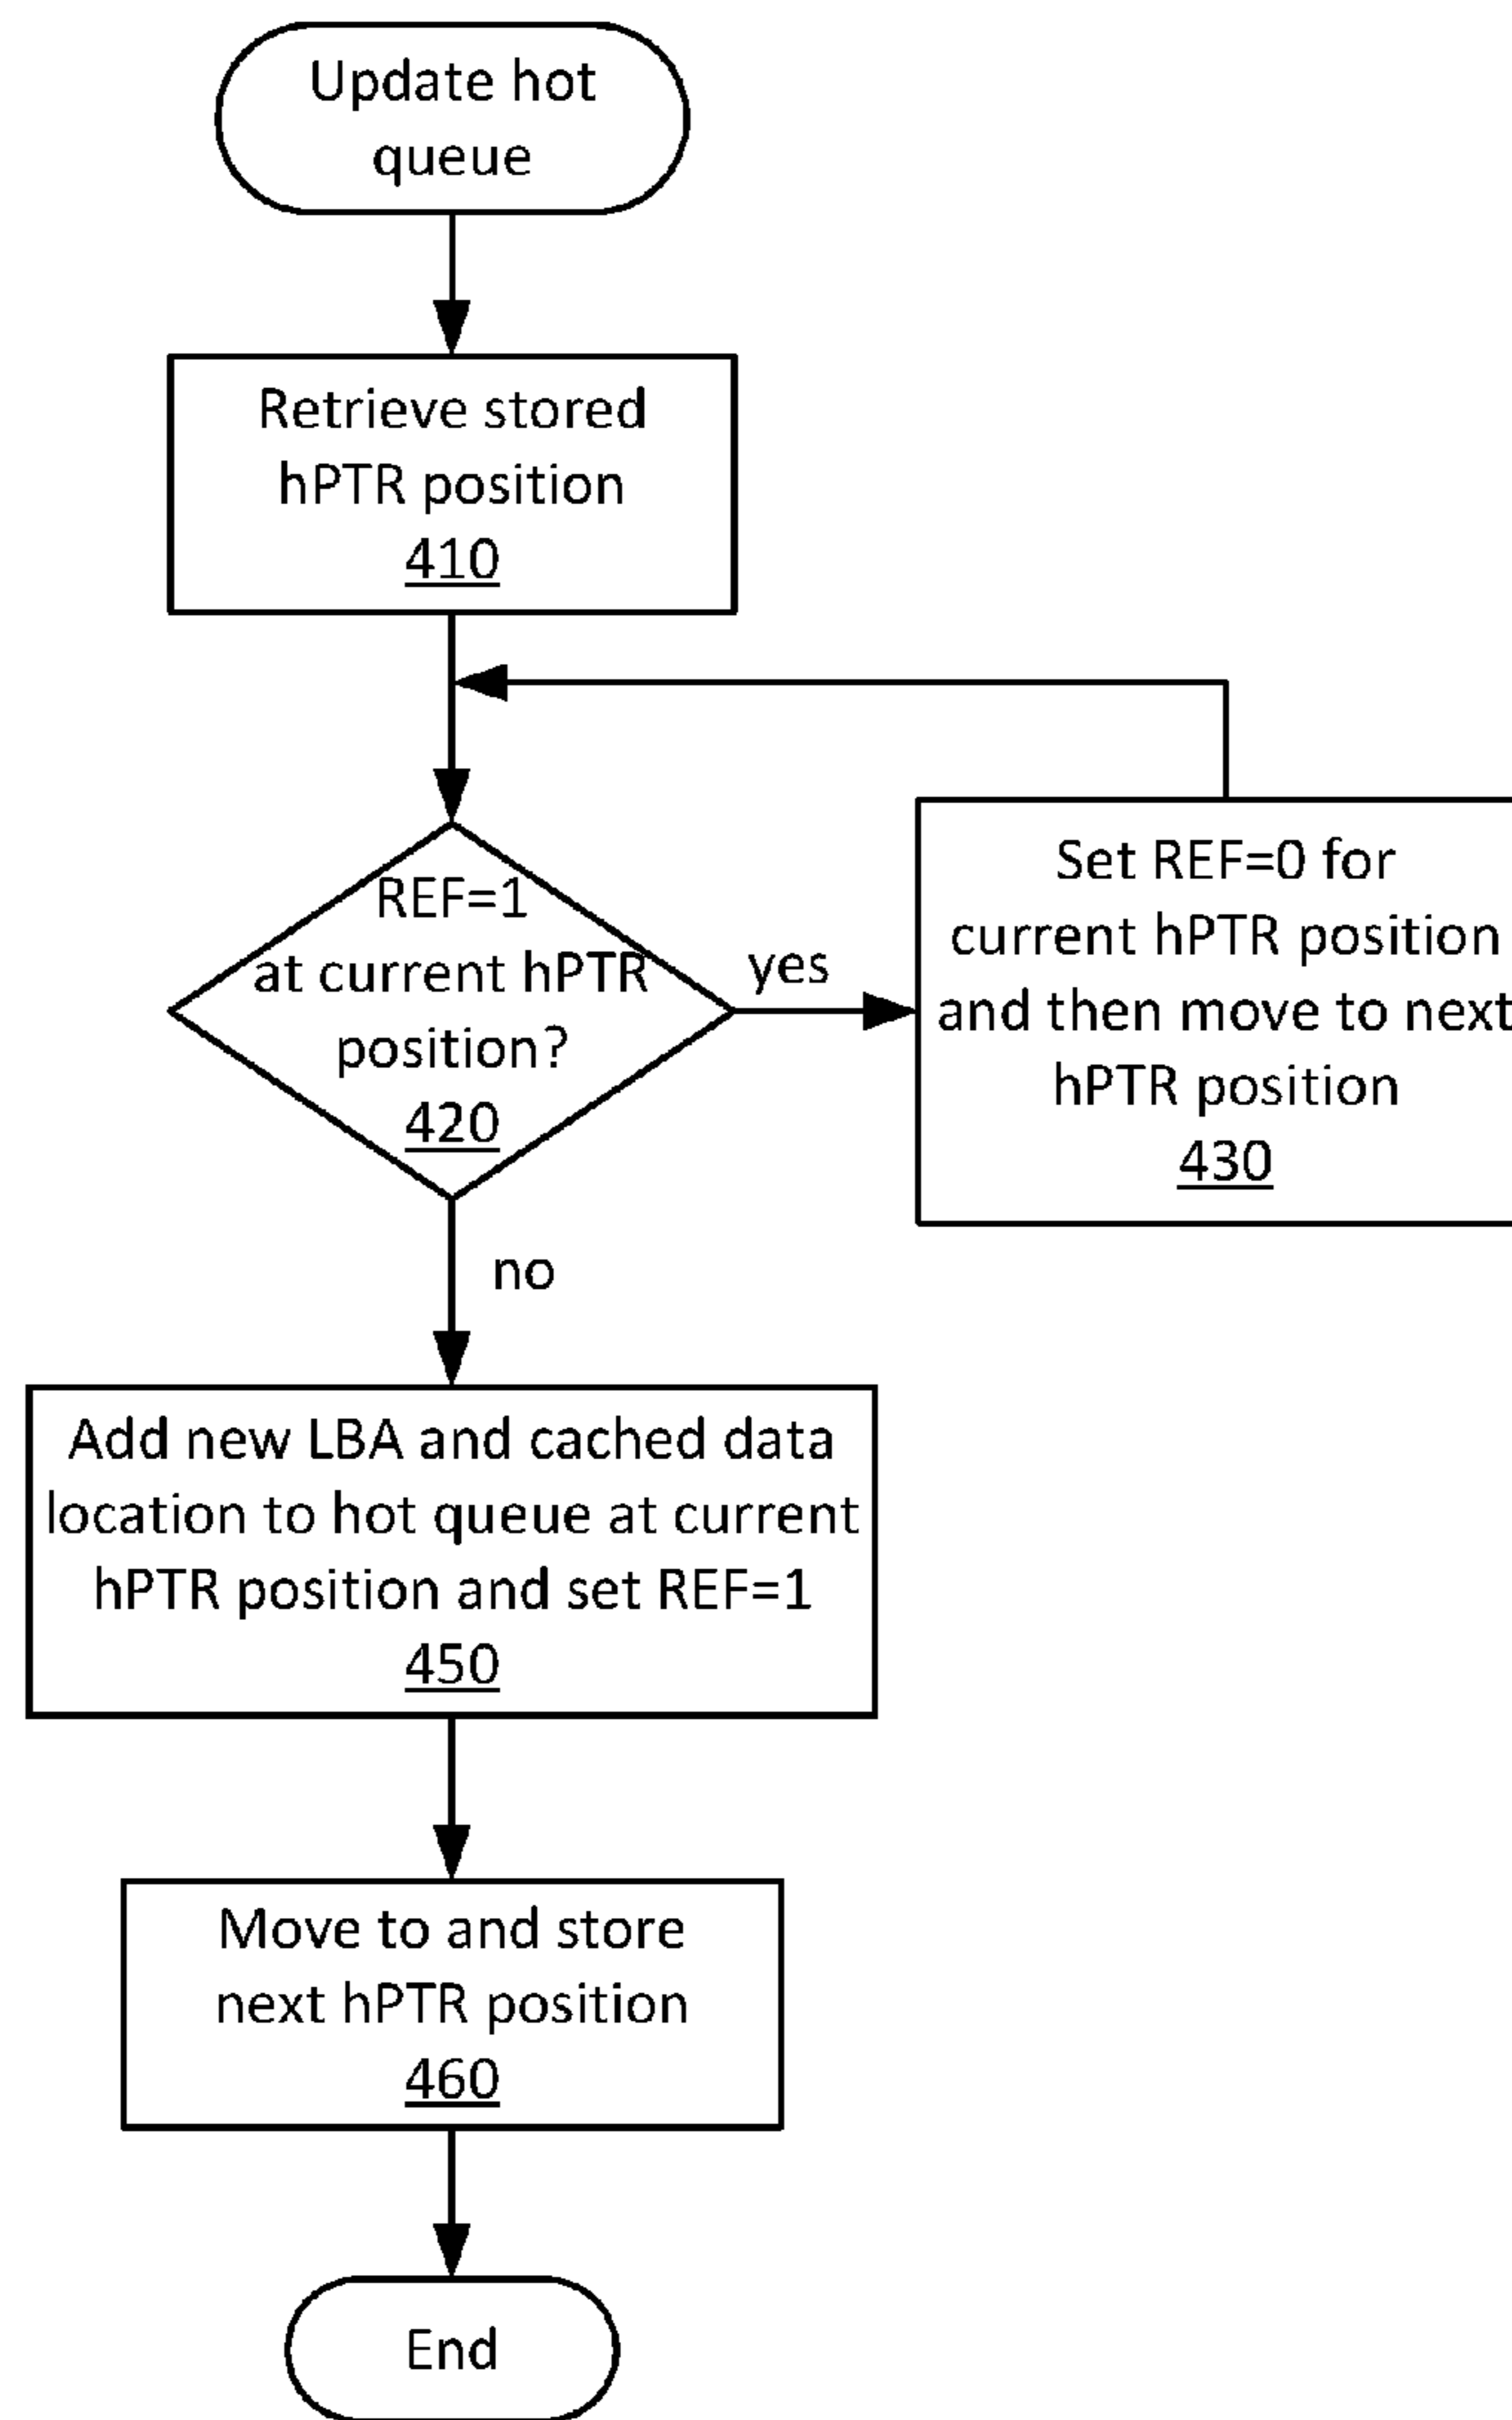 Update hot
queue
Retrieve stored
hPTR position
410
REF=1
at current hPTR
position?
420
yes
Set REF=0 for
current hPTR position
and then move to next
hPTR position
430
no
Add new LBA and cached data
location to hot queue at current
hPTR position and set REF=1
450
Move to and store
next hPTR position
460
End